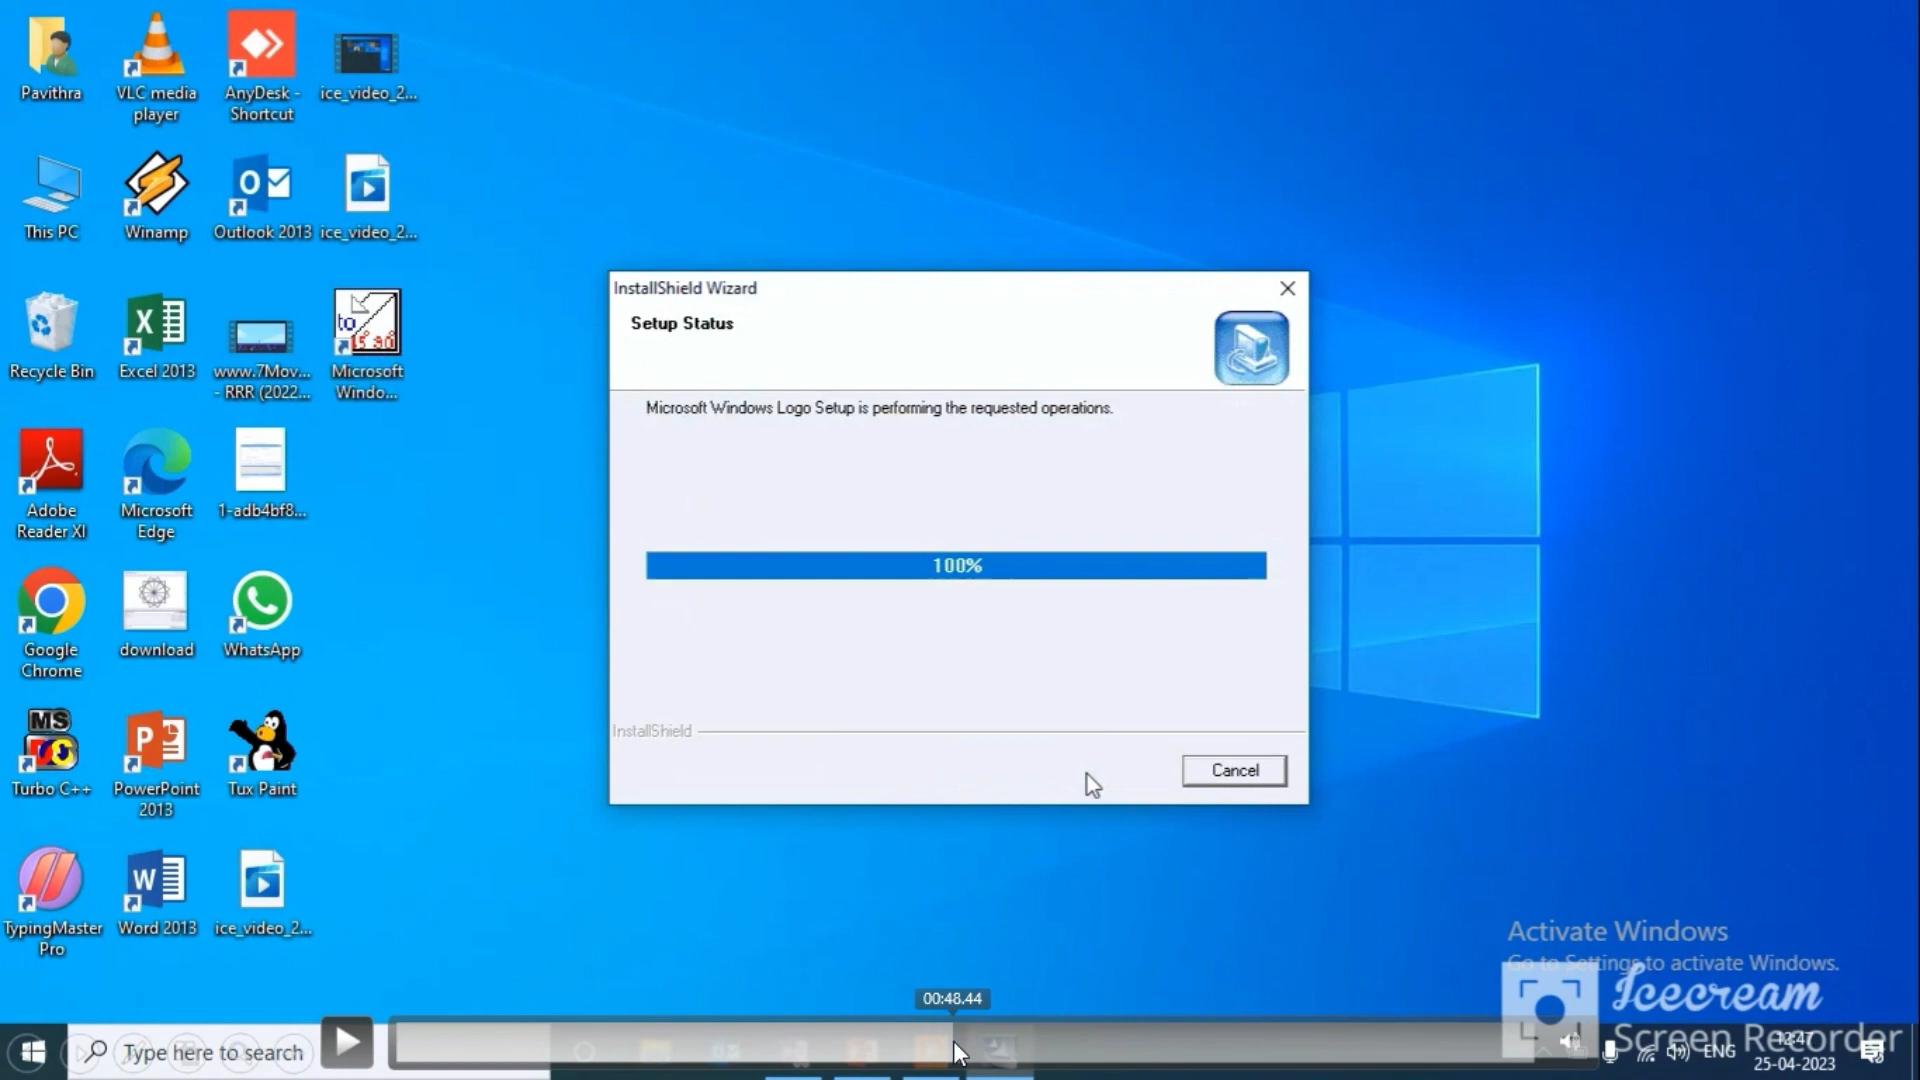 Pavithra
VLC media
player
AnyDesk -
Shortcut
ice_video_2...
This PC
Winamp
Outlook 2013
ice_video_2...
Recycle Bin
Excel 2013
www.7Mov...
- RRR (2022...
to
Microsoft
Windo...
Adobe
Reader XI
Microsoft
Edge
1-adb4bf8...
Google
Chrome
download
WhatsApp
MS
Turbo C++
PowerPoint
2013
Tux Paint
TypingMaster
Pro
Word 2013
ice_video_2...
InstallShield Wizard
Setup Status
Microsoft Windows Logo Setup is performing the requested operations.
100%
InstallShield
Cancel
Activate Windows
Go to Settings to activate Windows.
Icecream
Screen Recorder
00:48.44
Type here to search
ENG
12:47
25-04-2023